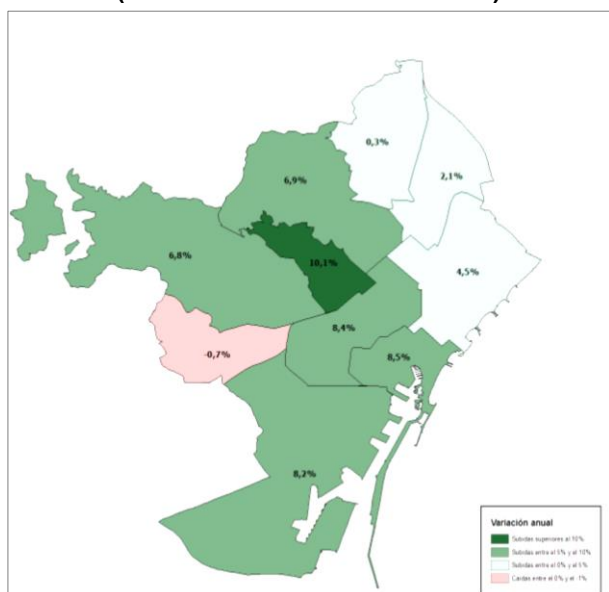 0,3%
6,9%
2,1%
6,8%
10,1%
4,5%
8,4%
-0,7%
8,5%
8,2%
Variación anual
Subidas superiores al 10%
Subidas entre el 5% y el 10%
Subidas entre el 0% y el 5%
Caídas entre el 0% y el -1%